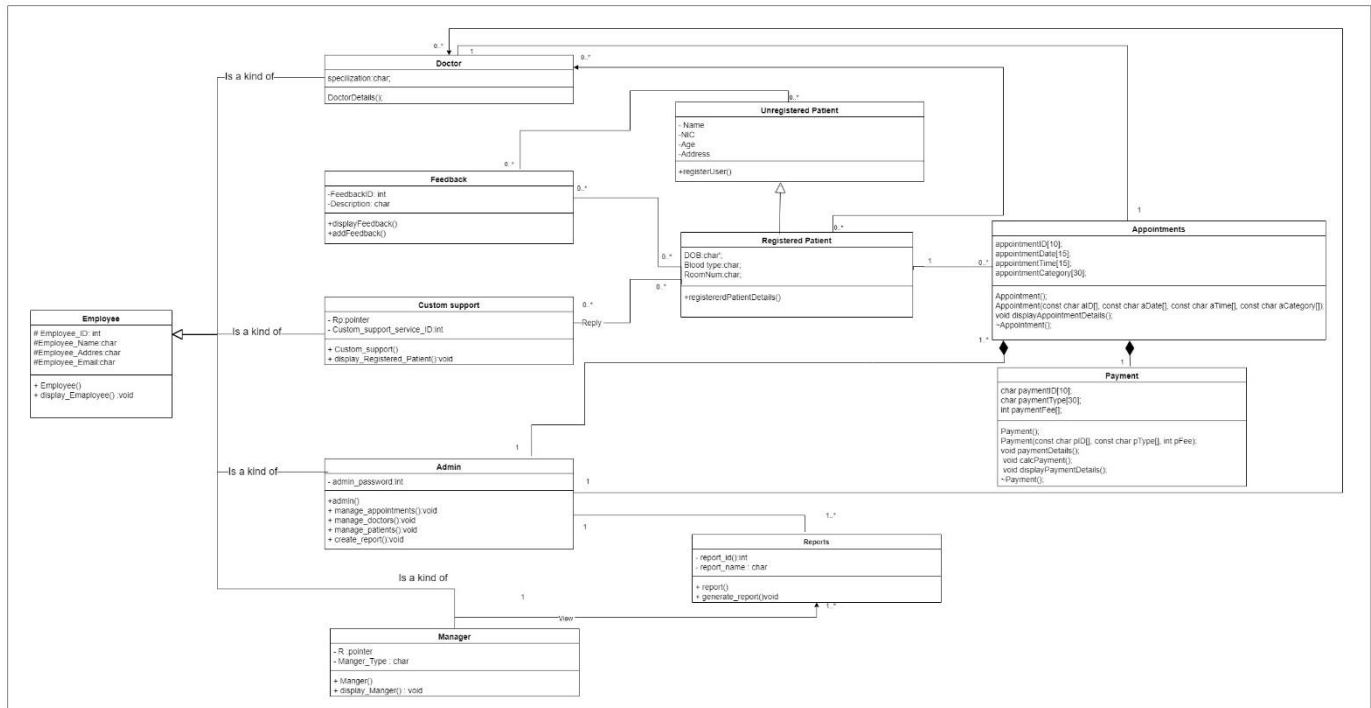 0..*
1
0..*
Doctor
specilization:char;
DoctorDetails();
Is a kind of
0..*
Unregistered Patient
- Name
-NIC
-Age
-Address
+registerUser()
0..*
Feedback
-FeedbackID: int
-Description: char
+displayFeedback()
+addFeedback()
0..*
0..*
0..*
Registered Patient
DOB:char*;
Blood type:char;
RoomNum:char;
+registererdPatientDetails()
0..*
1
0..*
1
Appointments
appointmentID[10];
appointmentDate[15];
appointmentTime[15];
appointmentCategory[30];
Appointment();
Appointment(const char aID[], const char aDate[], const char aTime[], const char aCategory[]);
void displayAppointmentDetails();
~Appointment();
1..*
1
Custom support
- Rp:pointer
- Custom_support_service_ID:int
+ Custom_support()
+ display_Registered_Patient():void
0..*
Reply
Is a kind of
Employee
# Employee_ID: int
#Employee_Name:char
#Employee_Addres:char
#Employee_Email:char
+ Employee()
+ display_Emaployee() :void
Payment
char paymentID[10];
char paymentType[30];
int paymentFee[];
Payment();
Payment(const char pID[], const char pType[], int pFee);
void paymentDetails();
void calcPayment();
void displayPaymentDetails();
~Payment();
1
Admin
- admin_password:int
+admin()
+ manage_appointments():void
+ manage_doctors():void
+ manage_patients():void
+ create_report():void
Is a kind of
1
1
1..*
Reports
- report_id():int
- report_name : char
+ report()
+ generate_report()void
1..*
Is a kind of
1
View
Manager
- R :pointer
- Manger_Type : char
+ Manger()
+ display_Manger() : void